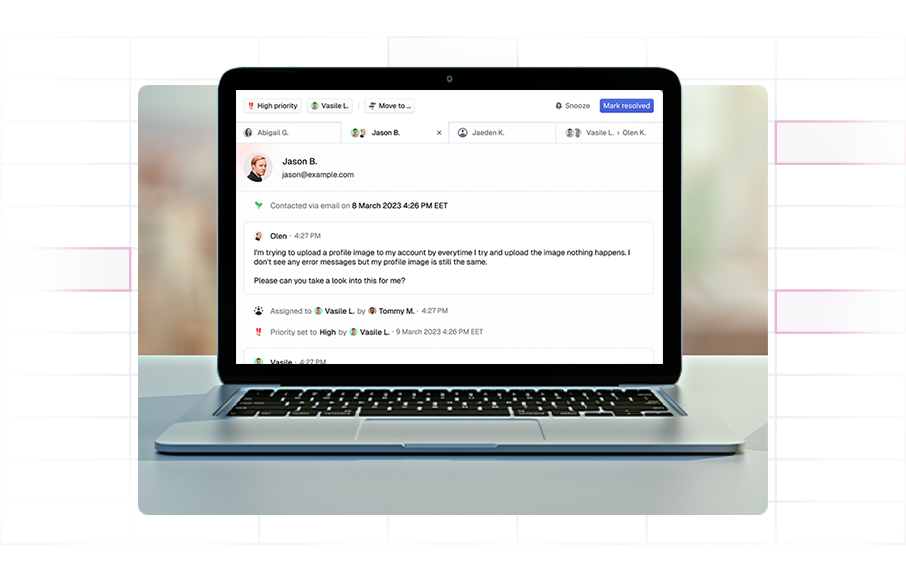 High priority Vasile L. Move to ... Snooze Mark resolved
Abigail G. Jason B. Jaeden K. Vasile L. › Olen K.
Jason B.
jason@example.com
Contacted via email on 8 March 2023 4:26 PM EET
Olen · 4:27 PM
I'm trying to upload a profile image to my account by everytime I try and upload the image nothing happens. I
don't see any error messages but my profile image is still the same.
Please can you take a look into this for me?
Assigned to Vasile L. by Tommy M. · 4:27 PM
Priority set to High by Vasile L. · 9 March 2023 4:26 PM EET
Vasile · 4:27 PM